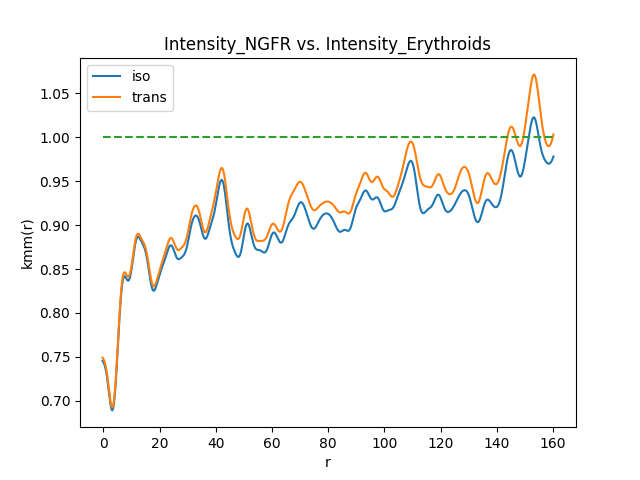 Intensity_NGFR vs. Intensity_Erythroids
iso
trans
1.05
1.00
0.95
0.90
0.85
0.80
0.75
0.70
kmm(r)
0 20 40 60 80 100 120 140 160
r